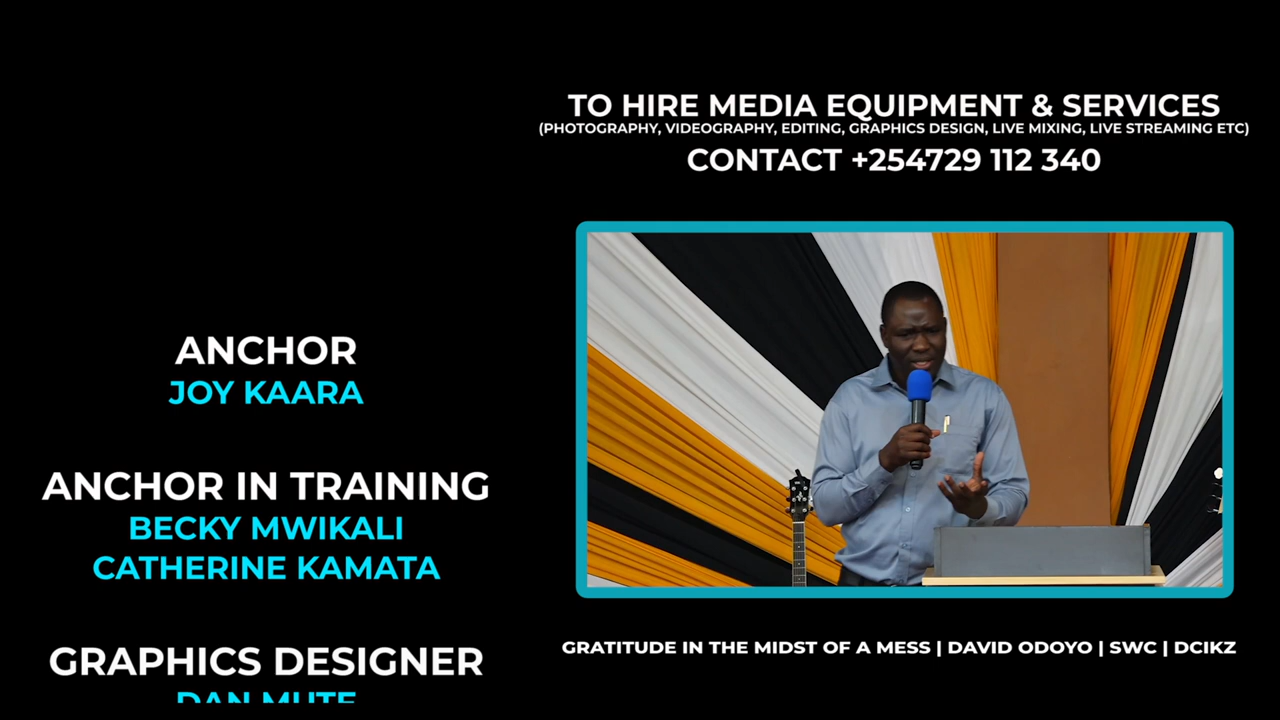 TO HIRE MEDIA EQUIPMENT & SERVICES
(PHOTOGRAPHY, VIDEOGRAPHY, EDITING, GRAPHICS DESIGN, LIVE MIXING, LIVE STREAMING ETC)
CONTACT +254729 112 340
ANCHOR
JOY KAARA
ANCHOR IN TRAINING
BECKY MWIKALI
CATHERINE KAMATA
GRAPHICS DESIGNER
DAN
GRATITUDE IN THE MIDST OF A MESS | DAVID ODOYO | SWC | DCIKZ